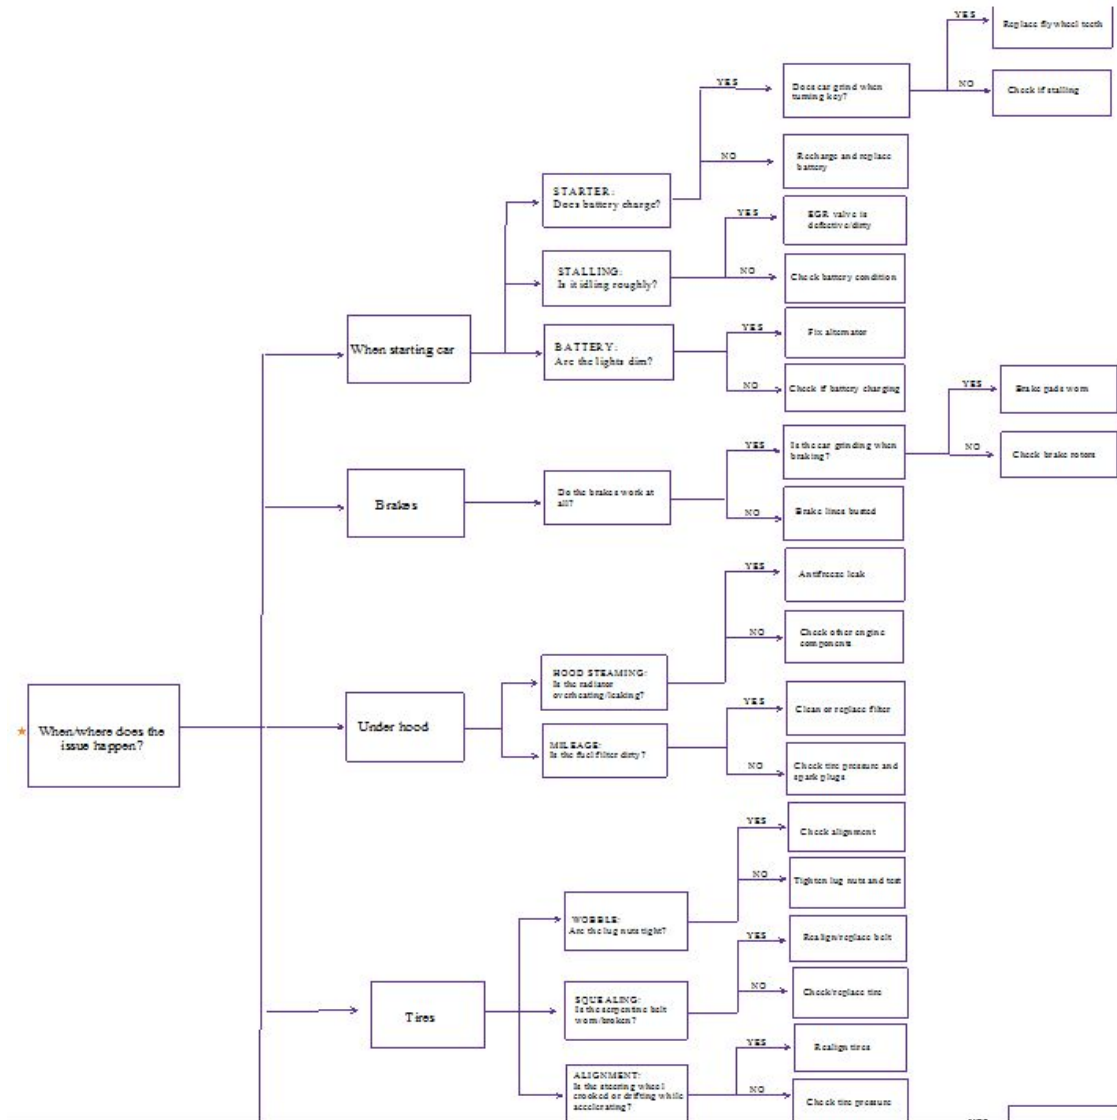 YES
Replace flywheel teeth
NO
Check if stalling
YES
Does car grind when
turning key?
NO
Recharge and replace
battery
STARTER:
Does battery charge?
YES
EGR valve is
defective/dirty
NO
Check battery condition
STALLING:
Is it idling roughly?
YES
Fix alternator
NO
Check if battery charging
BATTERY:
Are the lights dim?
When starting car
YES
Brake pads worn
NO
Check brake rotors
YES
Is the car grinding when
braking?
NO
Brake lines busted
Do the brakes work at
all?
Brakes
YES
Antifreeze leak
NO
Check other engine
components
HOOD STEAMING:
Is the radiator
overheating/leaking?
YES
Clean or replace filter
NO
Check tire pressure and
spark plugs
MILEAGE:
Is the fuel filter dirty?
Under hood
When/where does the
issue happen?
YES
Check alignment
NO
Tighten lug nuts and test
WOBBLE:
Are the lug nuts tight?
YES
Realign/replace belt
NO
Check/replace tire
SQUEALING:
Is the serpentine belt
worn/broken?
Tires
YES
Realign tires
NO
Check tire pressure
ALIGNMENT:
Is the steering wheel
crooked or drifting while
accelerating?